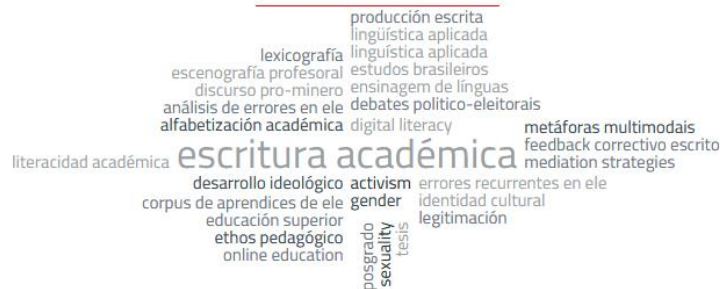 producción escrita
lingüística aplicada
lexicografía linguística aplicada
escenografía profesoral estudos brasileiros
discurso pro-minero ensinagem de línguas
análisis de errores en ele debates politico-eleitorais
alfabetización académica digital literacy metáforas multimodais
feedback correctivo escrito
literacidad académica escritura académica mediation strategies
desarrollo ideológico activism errores recurrentes en ele
corpus de aprendices de ele gender identidad cultural
educación superior legitimación
ethos pedagógico
online education
posgrado
sexuality
tesis